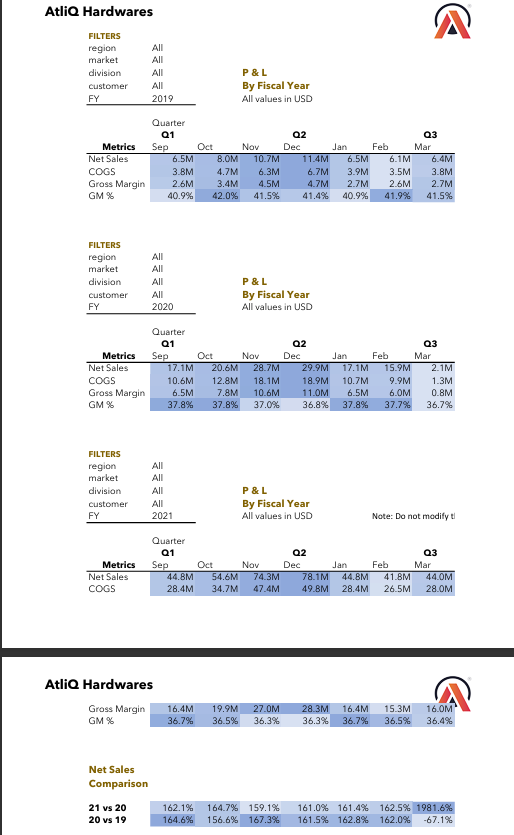 AtliQ Hardwares
FILTERS
region All
market All
division All P & L
customer All By Fiscal Year
FY 2019 All values in USD
Quarter
Q1 Q2 Q3
Metrics Sep Oct Nov Dec Jan Feb Mar
Net Sales 6.5M 8.0M 10.7M 11.4M 6.5M 6.1M 6.4M
COGS 3.8M 4.7M 6.3M 6.7M 3.9M 3.5M 3.8M
Gross Margin 2.6M 3.4M 4.5M 4.7M 2.7M 2.6M 2.7M
GM % 40.9% 42.0% 41.5% 41.4% 40.9% 41.9% 41.5%
FILTERS
region All
market All
division All P & L
customer All By Fiscal Year
FY 2020 All values in USD
Quarter
Q1 Q2 Q3
Metrics Sep Oct Nov Dec Jan Feb Mar
Net Sales 17.1M 20.6M 28.7M 29.9M 17.1M 15.9M 2.1M
COGS 10.6M 12.8M 18.1M 18.9M 10.7M 9.9M 1.3M
Gross Margin 6.5M 7.8M 10.6M 11.0M 6.5M 6.0M 0.8M
GM % 37.8% 37.8% 37.0% 36.8% 37.8% 37.7% 36.7%
FILTERS
region All
market All
division All P & L
customer All By Fiscal Year
FY 2021 All values in USD Note: Do not modify
Quarter
Q1 Q2 Q3
Metrics Sep Oct Nov Dec Jan Feb Mar
Net Sales 44.8M 54.6M 74.3M 78.1M 44.8M 41.8M 44.0M
COGS 28.4M 34.7M 47.4M 49.8M 28.4M 26.5M 28.0M
AtliQ Hardwares
Gross Margin 16.4M 19.9M 27.0M 28.3M 16.4M 15.3M 16.0M
GM % 36.7% 36.5% 36.3% 36.3% 36.7% 36.5% 36.4%
Net Sales
Comparison
21 vs 20 162.1% 164.7% 159.1% 161.0% 161.4% 162.5% 1981.6%
20 vs 19 164.6% 156.6% 167.3% 161.5% 162.8% 162.0% -67.1%